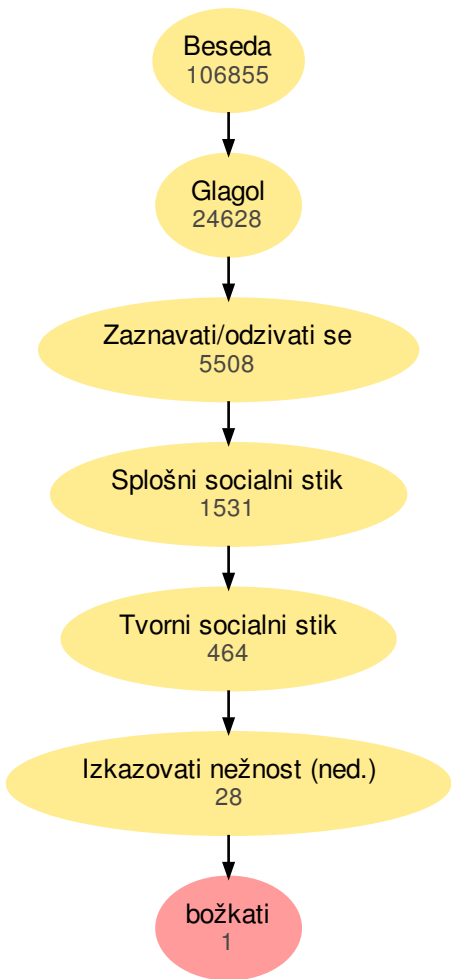 Beseda
106855
Glagol
24628
Zaznavati/odzivati se
5508
Splošni socialni stik
1531
Tvorni socialni stik
464
Izkazovati nežnost (ned.)
28
božkati
1